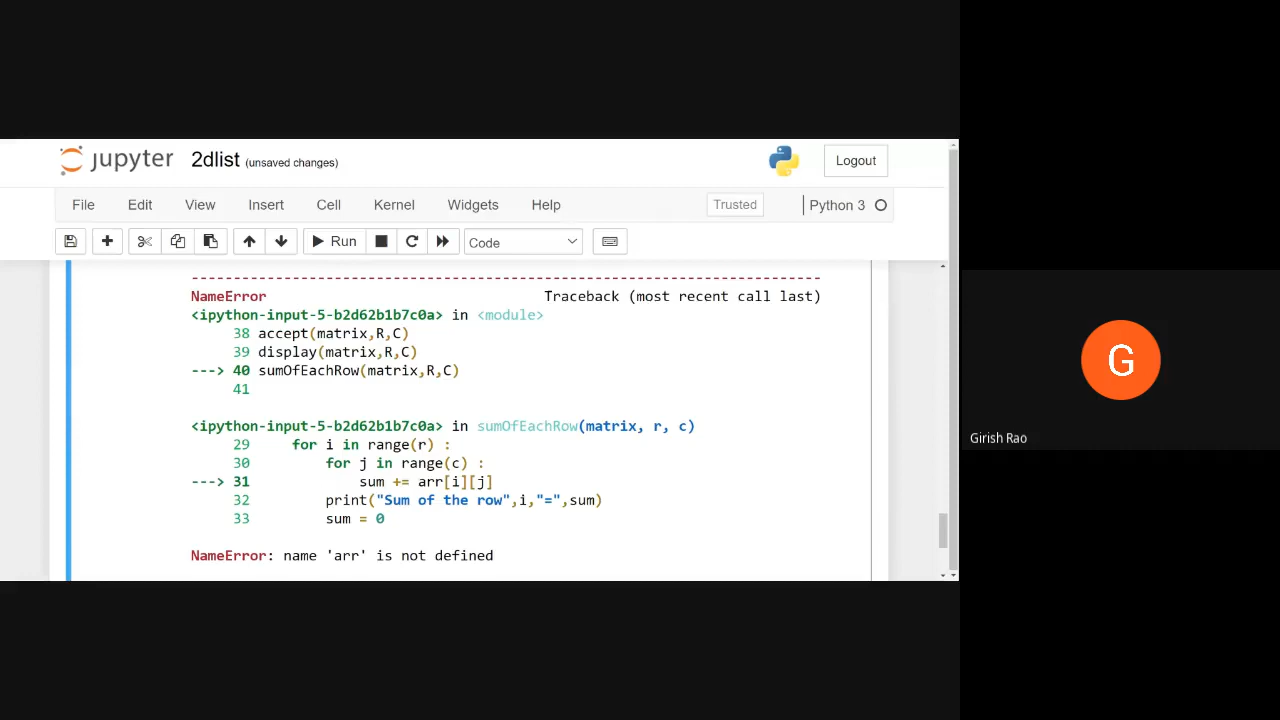 jupyter 2dlist (unsaved changes) Logout
File Edit View Insert Cell Kernel Widgets Help Trusted Python 3
Run Code
--------------------------------------------------------------------------
NameError Traceback (most recent call last)
<ipython-input-5-b2d62b1b7c0a> in <module>
38 accept(matrix,R,C)
39 display(matrix,R,C)
---> 40 sumOfEachRow(matrix,R,C)
41
<ipython-input-5-b2d62b1b7c0a> in sumOfEachRow(matrix, r, c)
29 for i in range(r) :
30 for j in range(c) :
---> 31 sum += arr[i][j]
32 print("Sum of the row",i,"=",sum)
33 sum = 0
NameError: name 'arr' is not defined
G
Girish Rao